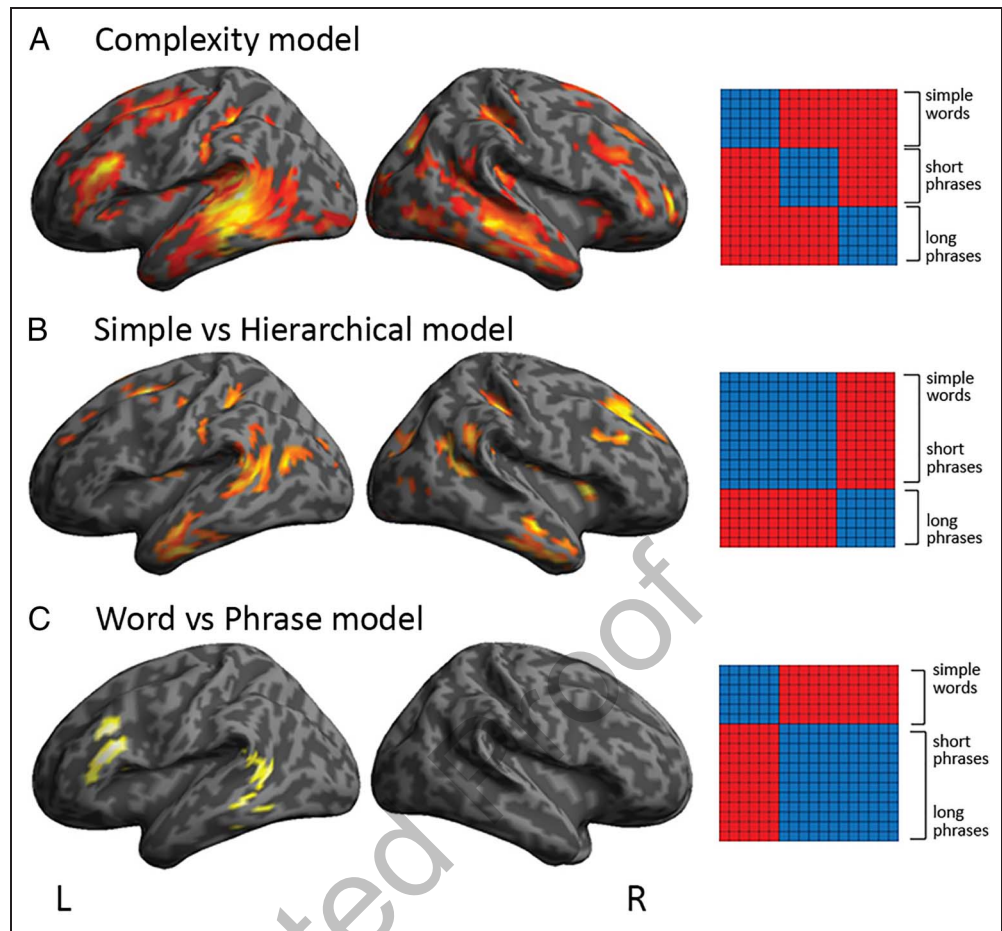 A Complexity model
simple
words
short
phrases
long
phrases
B Simple vs Hierarchical model
simple
words
short
phrases
long
phrases
C Word vs Phrase model
simple
words
short
phrases
long
phrases
L R